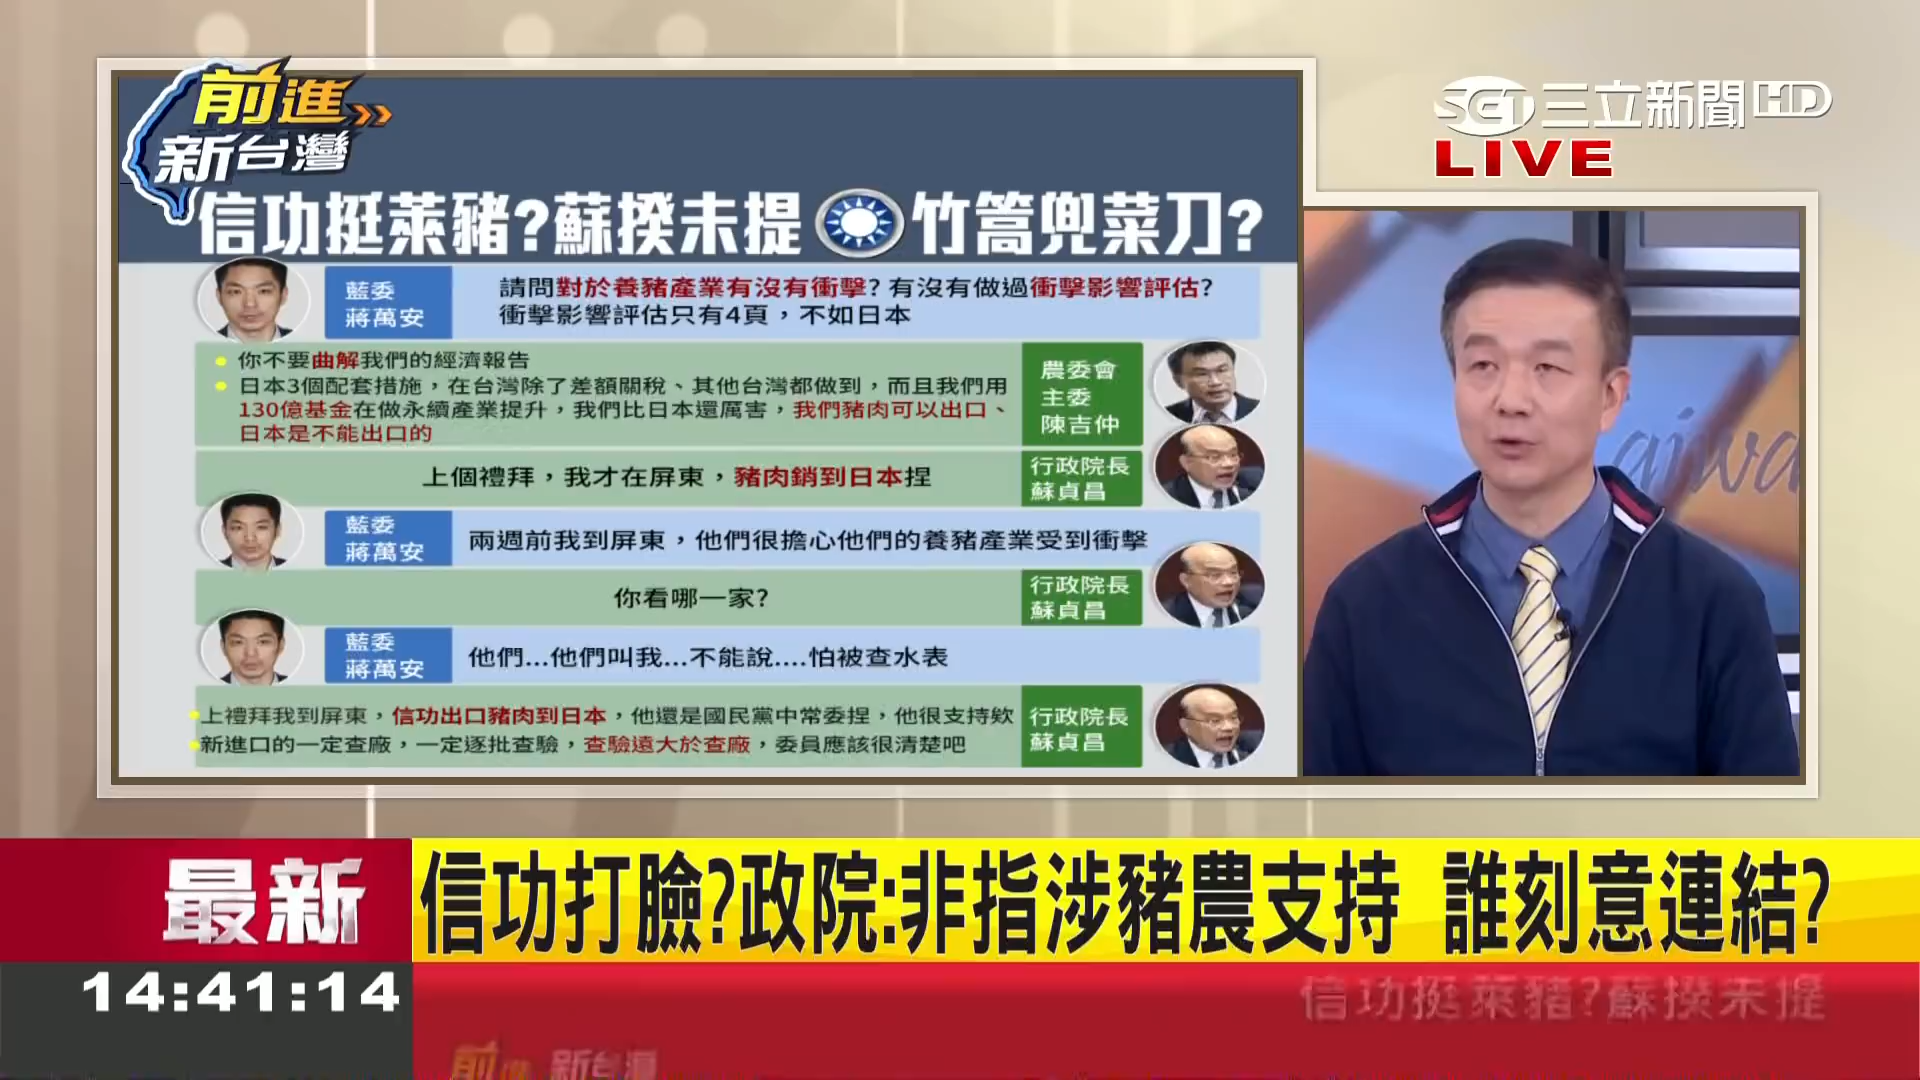 前進
新台灣
SET三立新聞HD
LIVE
信功挺萊豬?蘇揆未提 竹篙兜菜刀?
藍委
蔣萬安
請問對於養豬產業有沒有衝擊?有沒有做過衝擊影響評估?
衝擊影響評估只有4頁，不如日本
你不要曲解我們的經濟報告
日本3個配套措施，在台灣除了差額關稅、其他台灣都做到，而且我們用
130億基金在做永續產業提升，我們比日本還厲害，我們豬肉可以出口、
日本是不能出口的
農委會
主委
陳吉仲
上個禮拜，我才在屏東，豬肉銷到日本捏
行政院長
蘇貞昌
藍委
蔣萬安
兩週前我到屏東，他們很擔心他們的養豬產業受到衝擊
你看哪一家?
行政院長
蘇貞昌
藍委
蔣萬安
他們...他們叫我...不能說....怕被查水表
上禮拜我到屏東，信功出口豬肉到日本，他還是國民黨中常委捏，他很支持欸
新進口的一定查廠，一定逐批查驗，查驗遠大於查廠，委員應該很清楚吧
行政院長
蘇貞昌
最新
信功打臉?政院:非指涉豬農支持 誰刻意連結?
14:41:14
信功挺萊豬?蘇揆未提
前進 新台灣